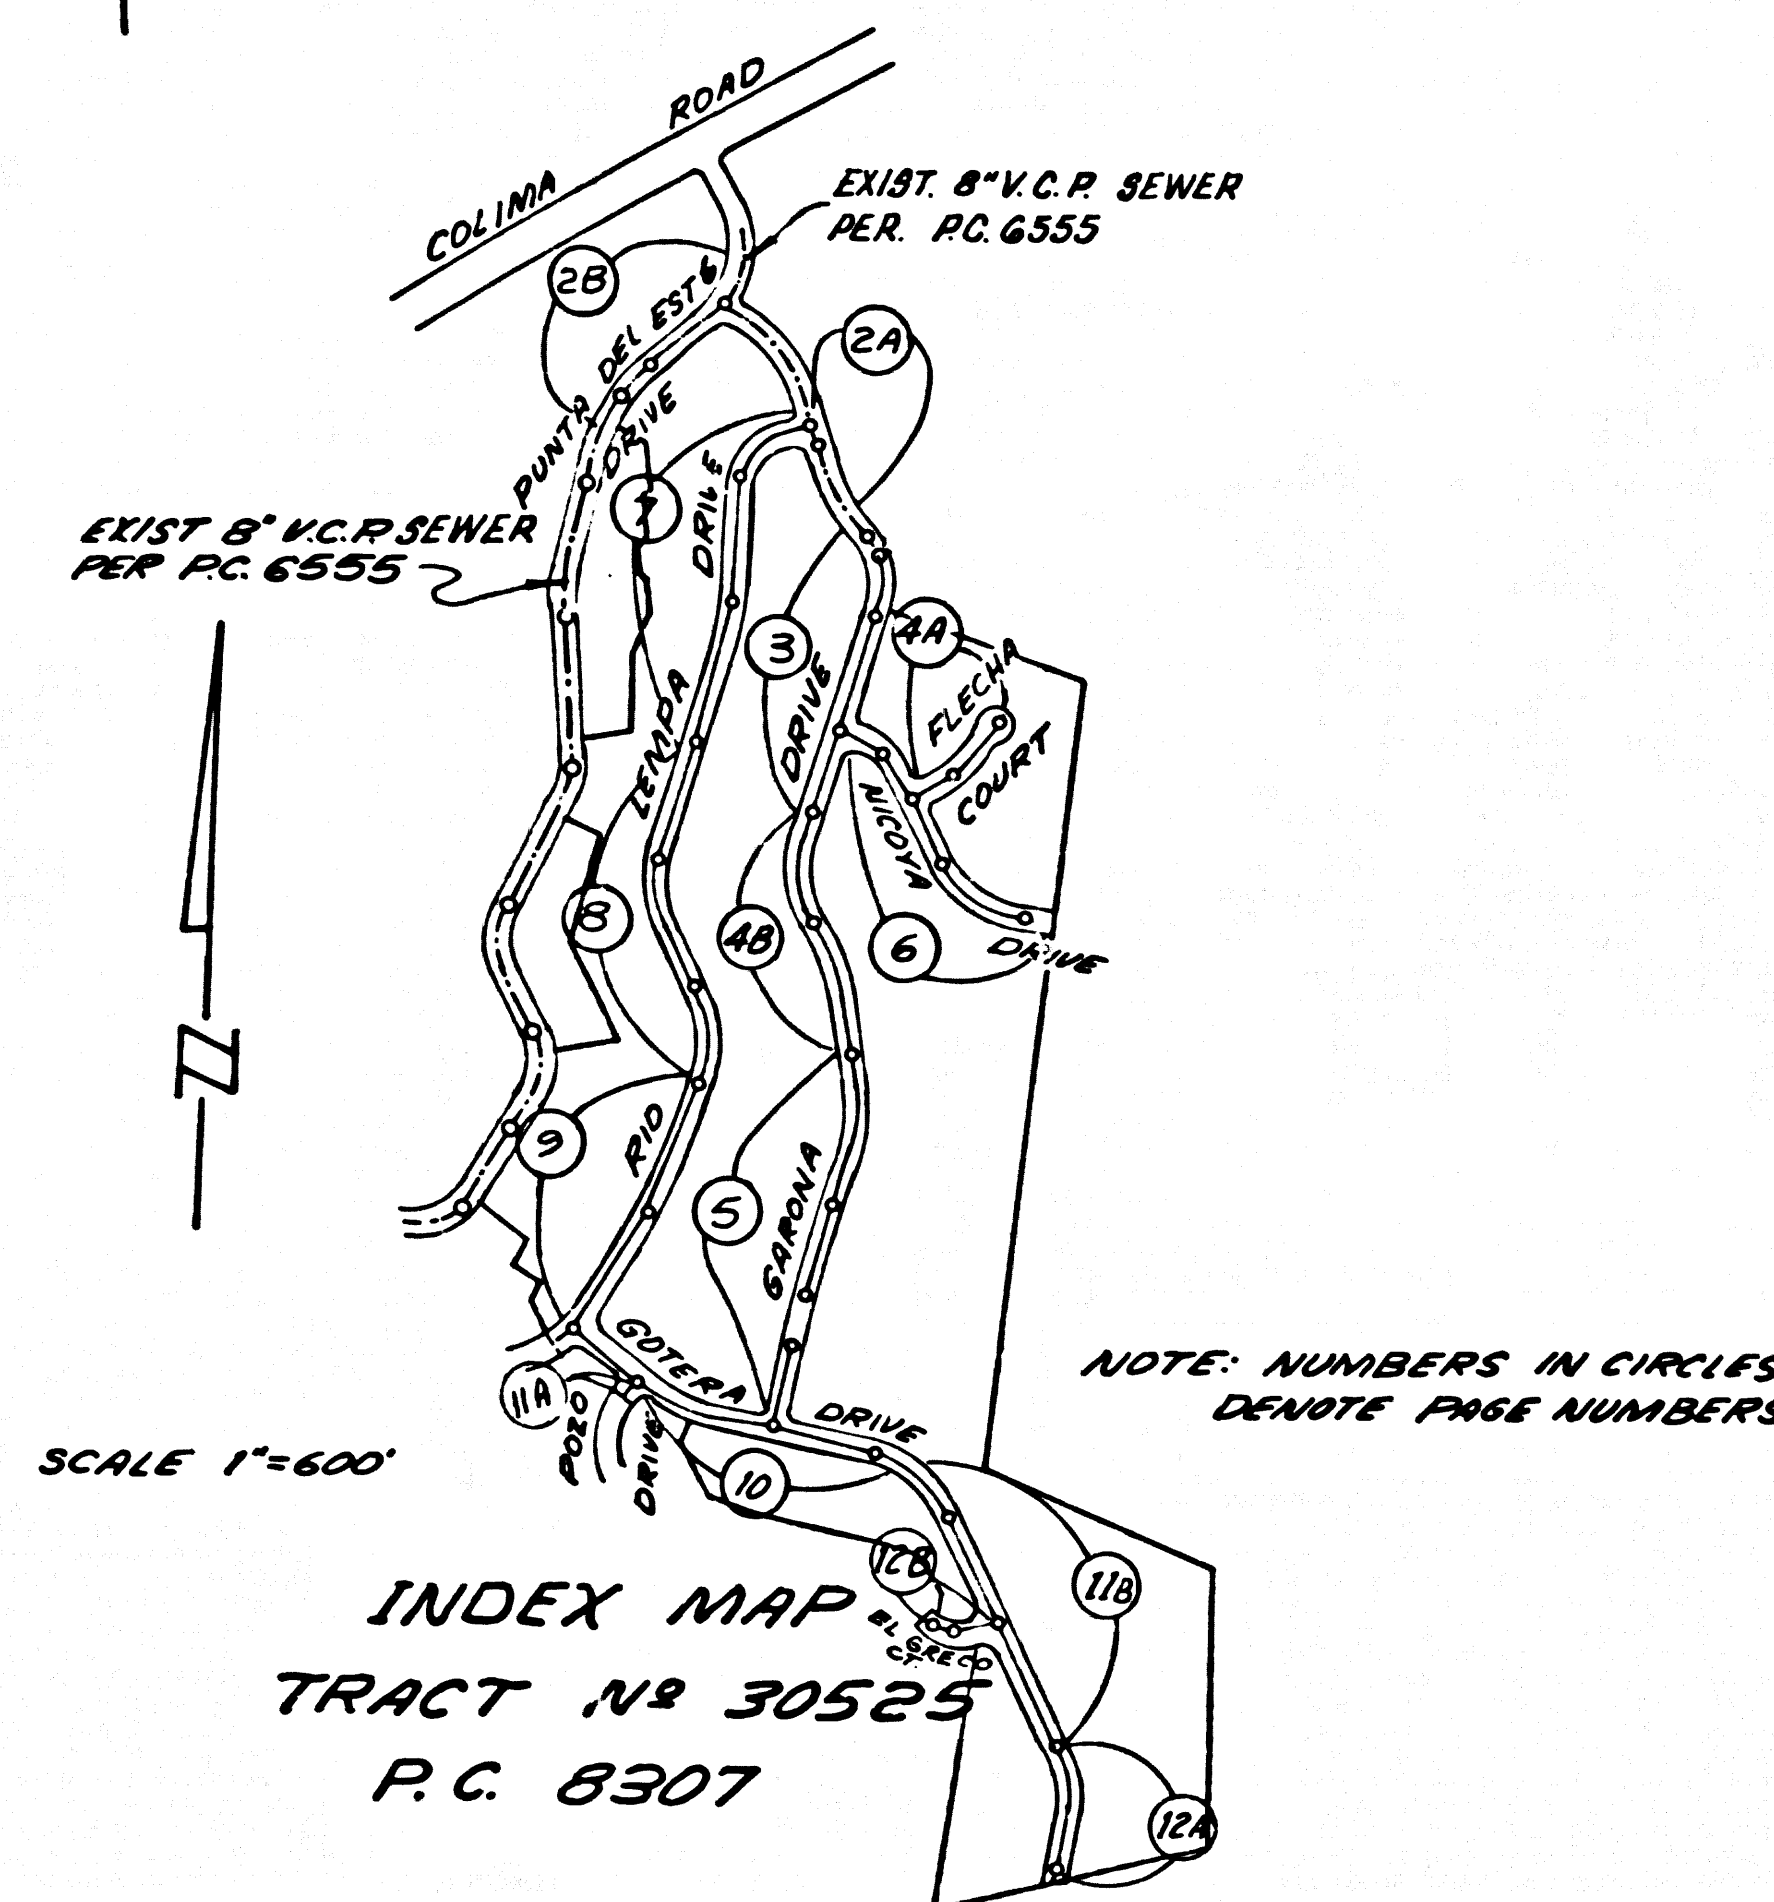 COLIMA ROAD
EXIST. 8" V.C.P. SEWER
PER. P.C. 6555
2B
PUNTA DEL ESTE
DRIVE
2A
7
EXIST 8" V.C.P. SEWER
PER P.C. 6555
3
4A
FLECHA
COURT
RIO LEMPA DRIVE
GARONA DRIVE
NICOYA
DRIVE
8
4B
6
N
9
5
GOTERA DRIVE
11A
POZO
DRIVE
10
NOTE: NUMBERS IN CIRCLES
DENOTE PAGE NUMBERS
SCALE 1"=600'
12B
11B
EL GRECO
CT.
INDEX MAP
TRACT Nº 30525
P.C. 8307
12A